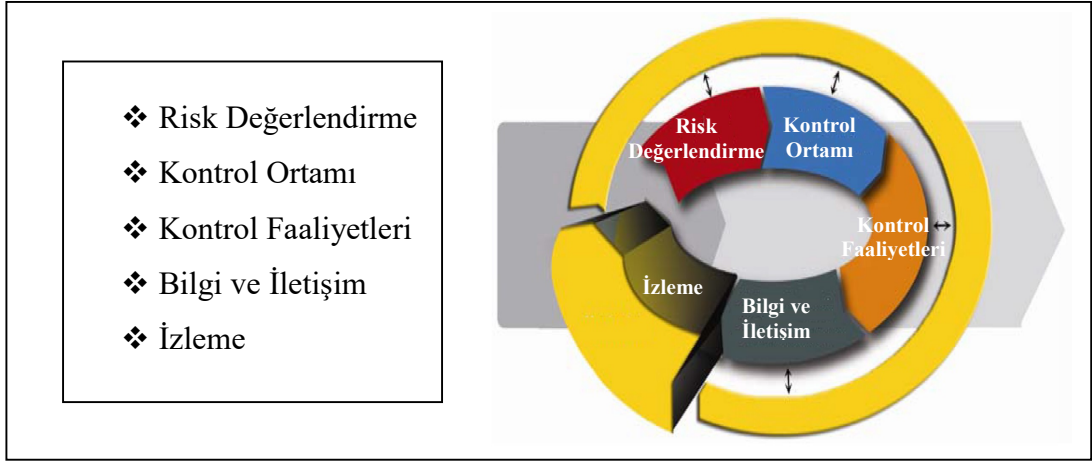 ❖ Risk Değerlendirme
❖ Kontrol Ortamı
❖ Kontrol Faaliyetleri
❖ Bilgi ve İletişim
❖ İzleme
Risk
Değerlendirme
Kontrol
Ortamı
Kontrol
Faaliyetleri
Bilgi ve
İletişim
İzleme